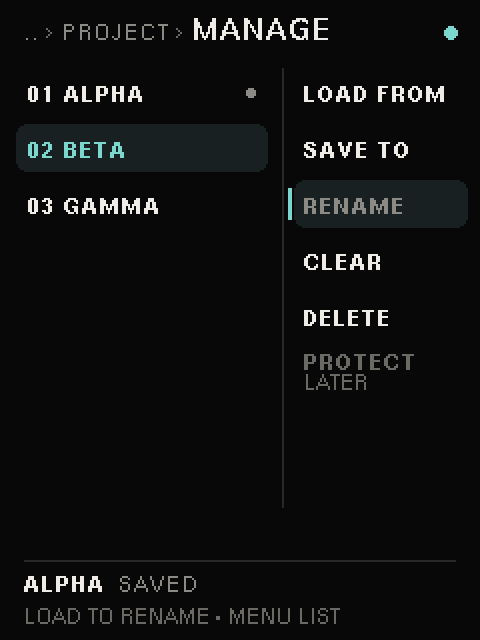 ..› PROJECT› MANAGE
01 ALPHA
02 BETA
03 GAMMA
LOAD FROM
SAVE TO
RENAME
CLEAR
DELETE
PROTECT
LATER
ALPHA SAVED
LOAD TO RENAME • MENU LIST